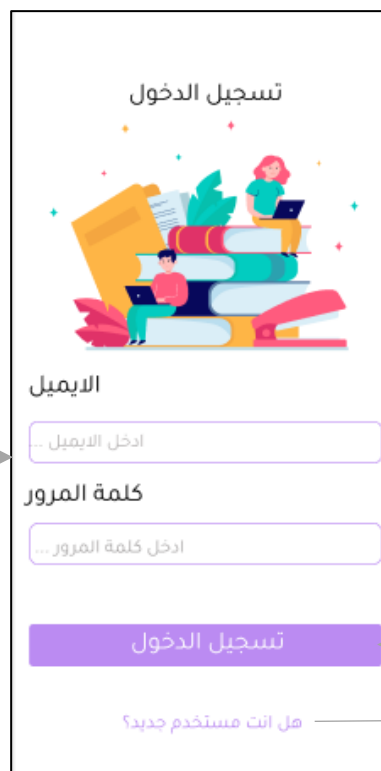 تسجيل الدخول
الايميل
ادخل الايميل ...
كلمة المرور
ادخل كلمة المرور ...
تسجيل الدخول
هل انت مستخدم جديد؟